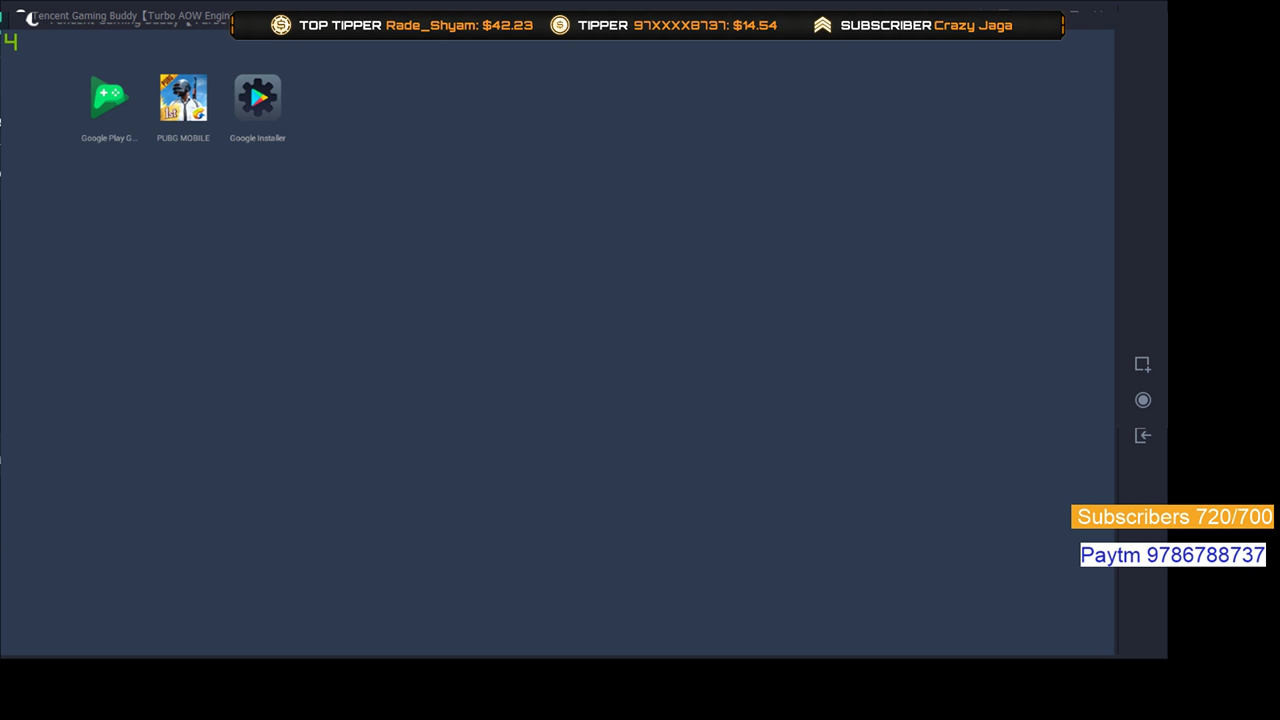 Tencent Gaming Buddy【Turbo AOW Engin
TOP TIPPER Rade_Shyam: $42.23 TIPPER 97XXXX8737: $14.54 SUBSCRIBER Crazy Jaga
4
1st
Google Play G... PUBG MOBILE Google Installer
Subscribers 720/700
Paytm 9786788737